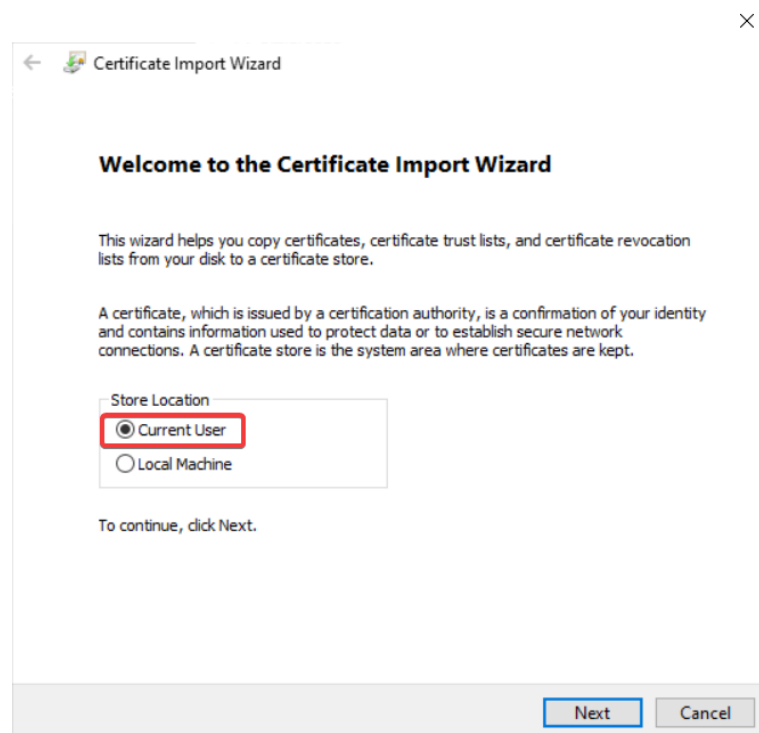 Certificate Import Wizard
Welcome to the Certificate Import Wizard
This wizard helps you copy certificates, certificate trust lists, and certificate revocation
lists from your disk to a certificate store.
A certificate, which is issued by a certification authority, is a confirmation of your identity
and contains information used to protect data or to establish secure network
connections. A certificate store is the system area where certificates are kept.
Store Location
Current User
Local Machine
To continue, click Next.
Next Cancel